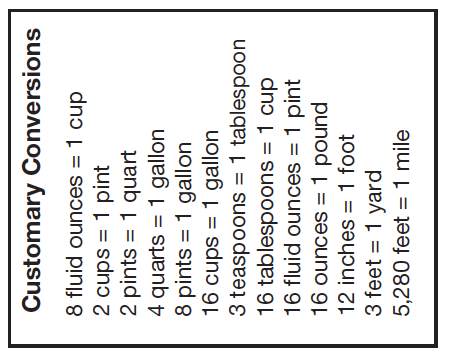 Customary Conversions
8 fluid ounces = 1 cup
2 cups = 1 pint
2 pints = 1 quart
4 quarts = 1 gallon
8 pints = 1 gallon
16 cups = 1 gallon
3 teaspoons = 1 tablespoon
16 tablespoons = 1 cup
16 fluid ounces = 1 pint
16 ounces = 1 pound
12 inches = 1 foot
3 feet = 1 yard
5,280 feet = 1 mile